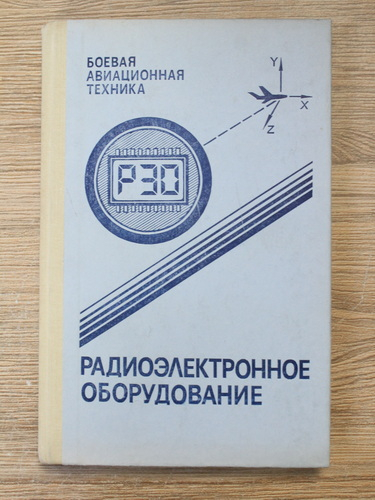 БОЕВАЯ
АВИАЦИОННАЯ
ТЕХНИКА
Y
X
Z
РЭО
РАДИОЭЛЕКТРОННОЕ
ОБОРУДОВАНИЕ